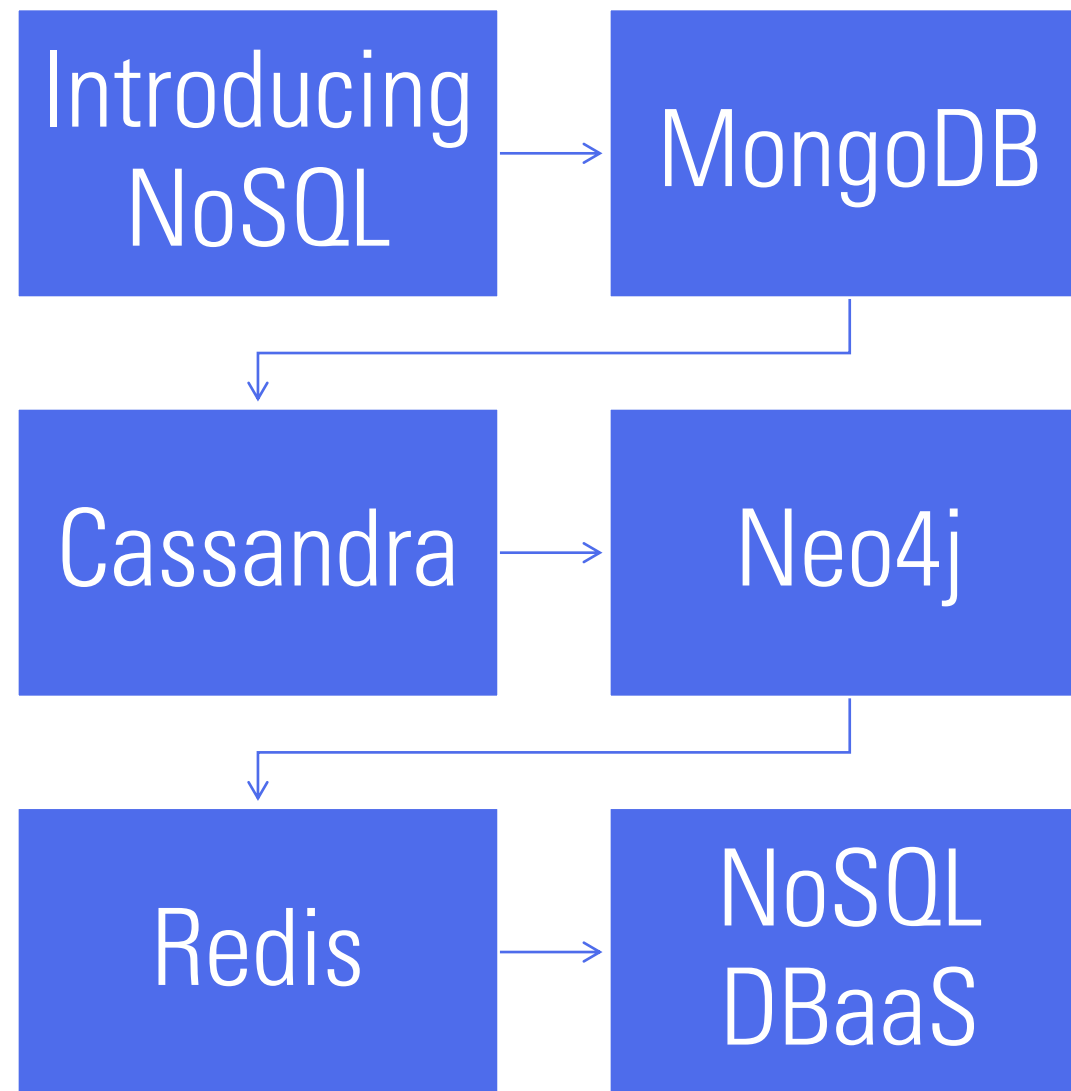 Introducing
NoSQL
MongoDB
Cassandra
Neo4j
Redis
NoSQL
DBaaS